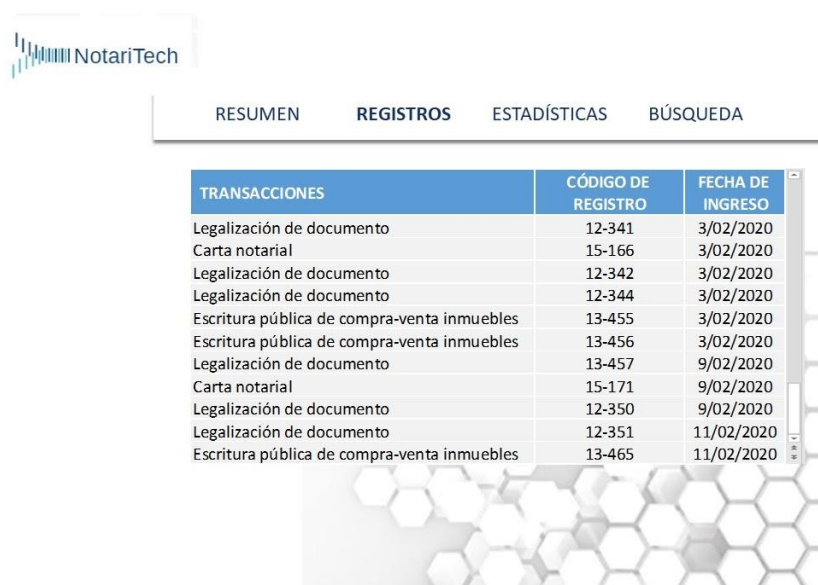 NotariTech
RESUMEN REGISTROS ESTADÍSTICAS BÚSQUEDA
TRANSACCIONES CÓDIGO DE REGISTRO FECHA DE INGRESO
Legalización de documento 12-341 3/02/2020
Carta notarial 15-166 3/02/2020
Legalización de documento 12-342 3/02/2020
Legalización de documento 12-344 3/02/2020
Escritura pública de compra-venta inmuebles 13-455 3/02/2020
Escritura pública de compra-venta inmuebles 13-456 3/02/2020
Legalización de documento 13-457 9/02/2020
Carta notarial 15-171 9/02/2020
Legalización de documento 12-350 9/02/2020
Legalización de documento 12-351 11/02/2020
Escritura pública de compra-venta inmuebles 13-465 11/02/2020